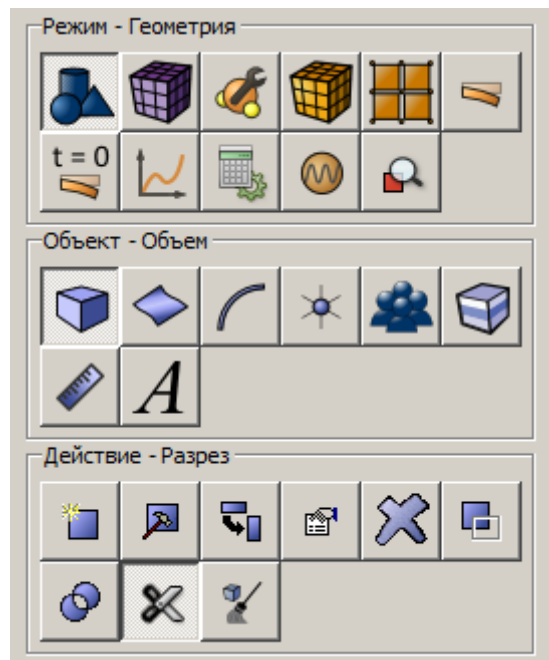 Режим - Геометрия
t = 0
Объект - Объем
A
Действие - Разрез